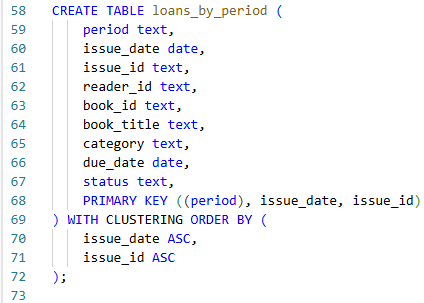 58 CREATE TABLE loans_by_period (
59     period text,
60     issue_date date,
61     issue_id text,
62     reader_id text,
63     book_id text,
64     book_title text,
65     category text,
66     due_date date,
67     status text,
68     PRIMARY KEY ((period), issue_date, issue_id)
69 ) WITH CLUSTERING ORDER BY (
70     issue_date ASC,
71     issue_id ASC
72 );
73